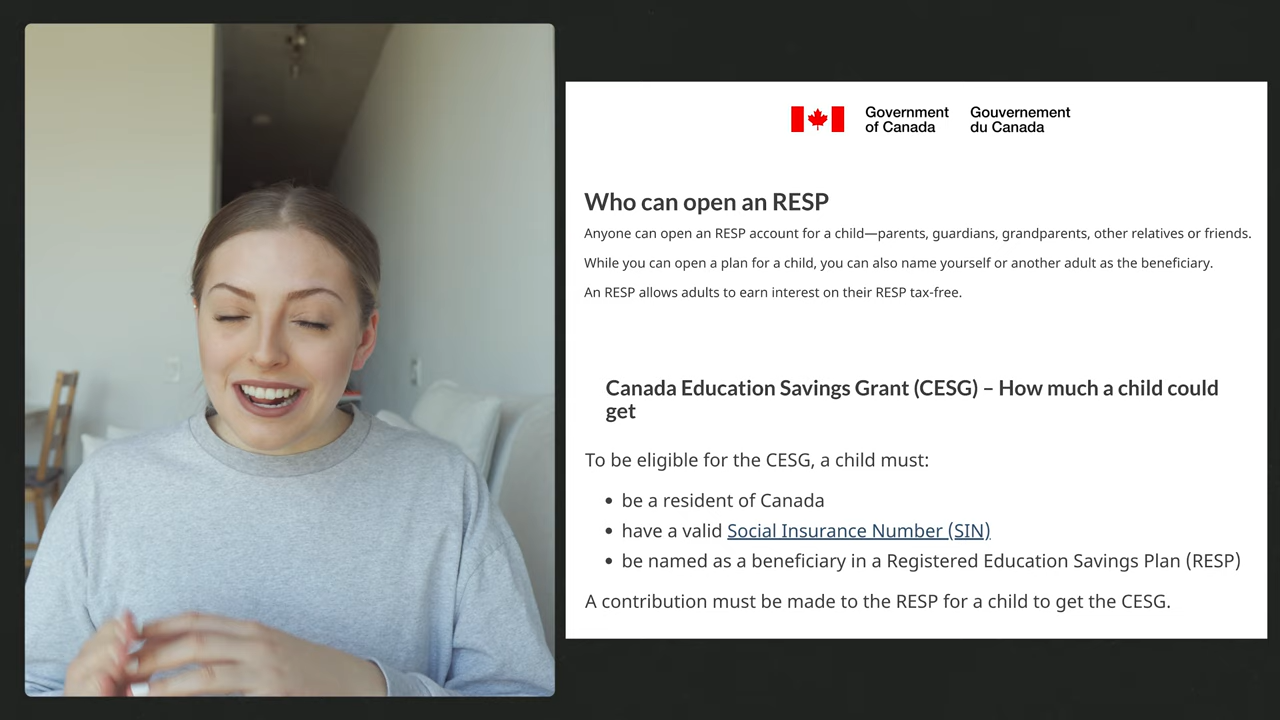 Government of Canada
Gouvernement du Canada
Who can open an RESP
Anyone can open an RESP account for a child—parents, guardians, grandparents, other relatives or friends.
While you can open a plan for a child, you can also name yourself or another adult as the beneficiary.
An RESP allows adults to earn interest on their RESP tax-free.
Canada Education Savings Grant (CESG) – How much a child could
get
To be eligible for the CESG, a child must:
• be a resident of Canada
• have a valid Social Insurance Number (SIN)
• be named as a beneficiary in a Registered Education Savings Plan (RESP)
A contribution must be made to the RESP for a child to get the CESG.